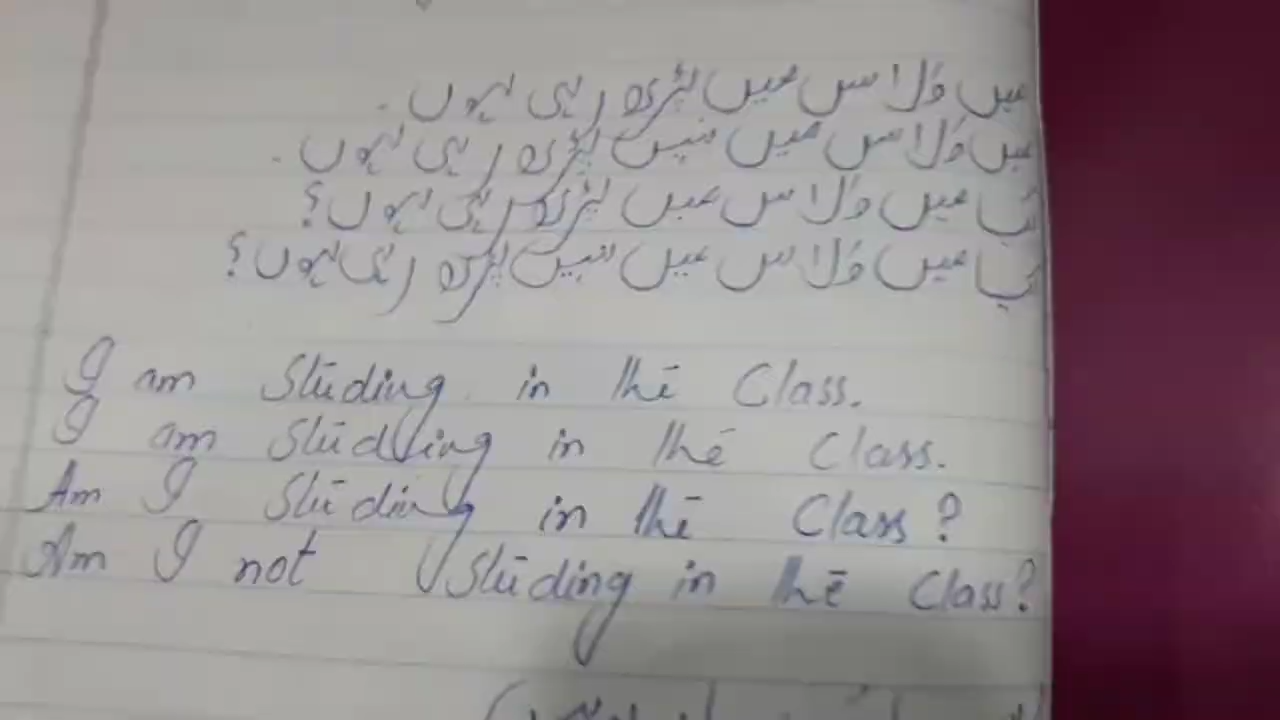 میں کلاس میں پڑھ رہی ہوں.
میں کلاس میں نہیں پڑھ رہی ہوں.
کیا میں کلاس میں پڑھ رہی ہوں؟
کیا میں کلاس میں نہیں پڑھ رہی ہوں؟
I am Studing in the Class.
I am Studing in the Class.
Am I Studing in the Class?
Am I not Studing in the Class?